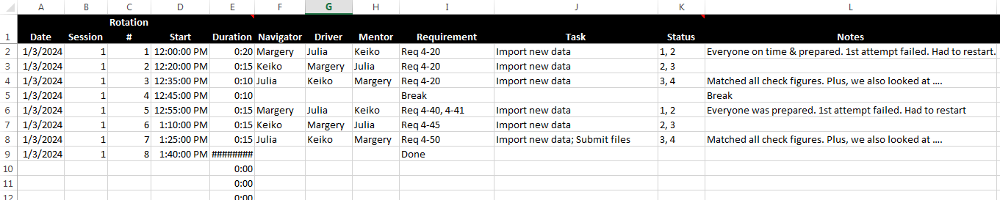 A B C D E F G H I J K L
Rotation
1 Date Session # Start Duration Navigator Driver Mentor Requirement Task Status Notes
2 1/3/2024 1 1 12:00:00 PM 0:20 Margery Julia Keiko Req 4-20 Import new data 1, 2 Everyone on time & prepared. 1st attempt failed. Had to restart.
3 1/3/2024 1 2 12:20:00 PM 0:15 Keiko Margery Julia Req 4-20 Import new data 2, 3
4 1/3/2024 1 3 12:35:00 PM 0:10 Julia Keiko Margery Req 4-20 Import new data 3, 4 Matched all check figures. Plus, we also looked at ....
5 1/3/2024 1 4 12:45:00 PM 0:10 Break Break
6 1/3/2024 1 5 12:55:00 PM 0:15 Margery Julia Keiko Req 4-40, 4-41 Import new data 1, 2 Everyone was prepared. 1st attempt failed. Had to restart
7 1/3/2024 1 6 1:10:00 PM 0:15 Keiko Margery Julia Req 4-45 Import new data 2, 3
8 1/3/2024 1 7 1:25:00 PM 0:15 Julia Keiko Margery Req 4-50 Import new data; Submit files 3, 4 Matched all check figures. Plus, we also looked at ....
9 1/3/2024 1 8 1:40:00 PM ######## Done
10 0:00
11 0:00
12 0:00